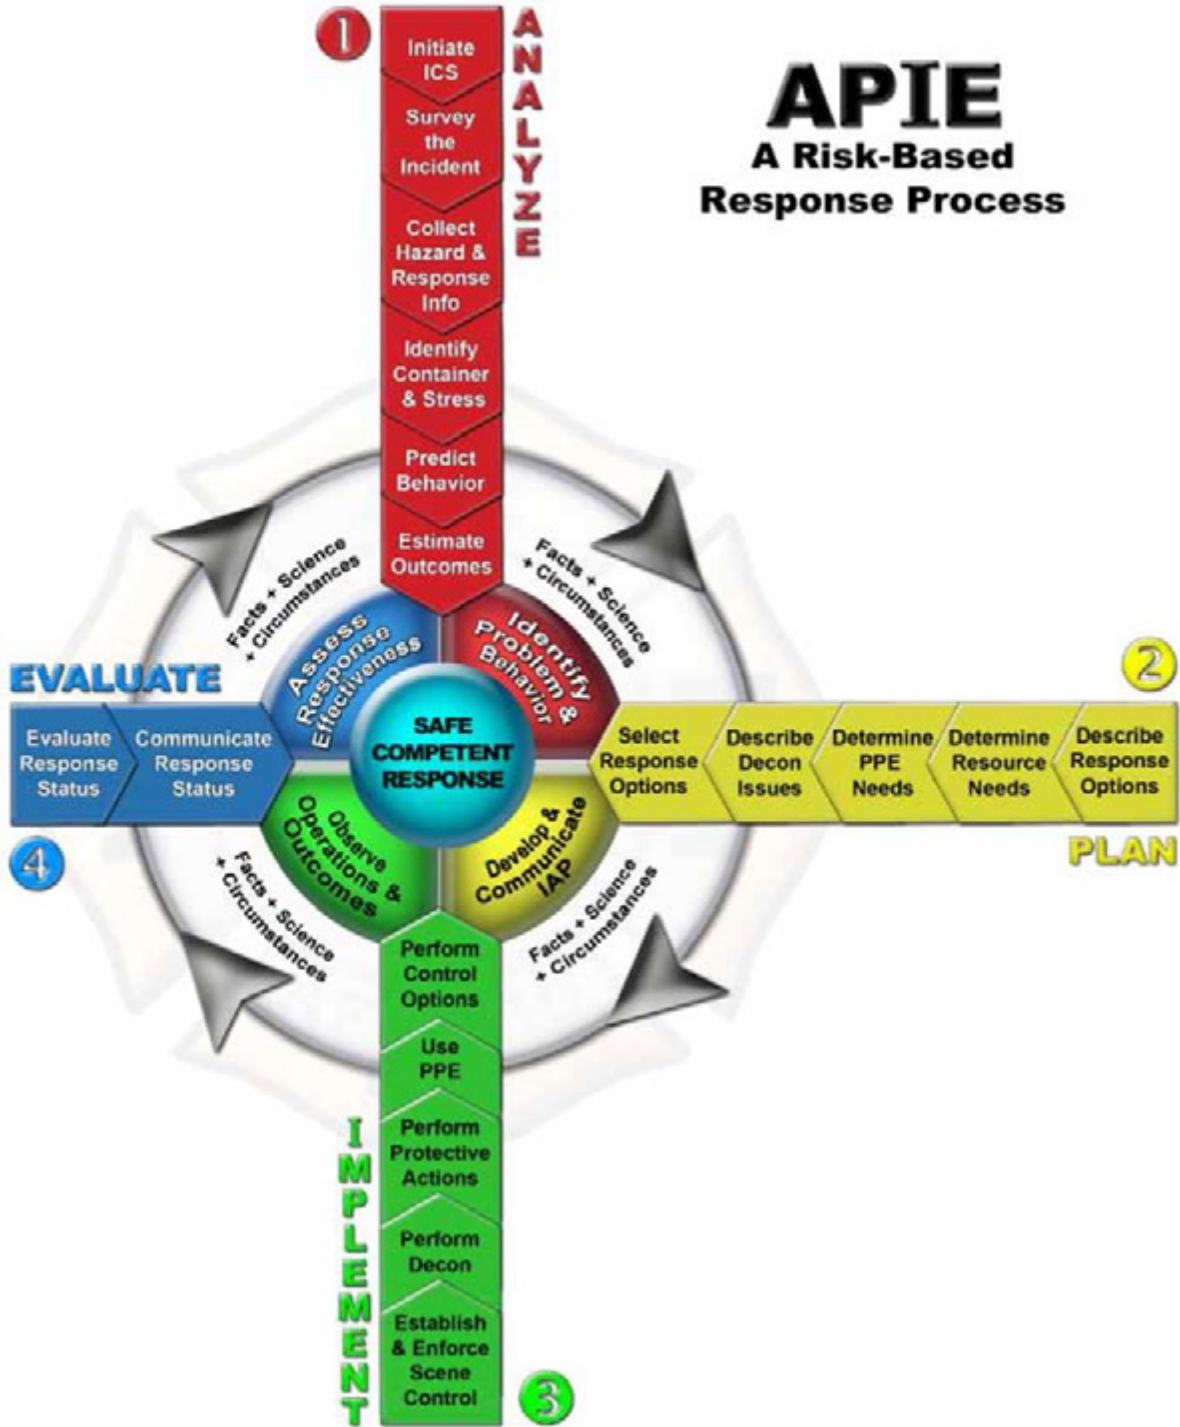 1
ANALYZE
Initiate
ICS
Survey
the
Incident
Collect
Hazard &
Response
Info
Identify
Container
& Stress
Predict
Behavior
Estimate
Outcomes
APIE
A Risk-Based
Response Process
Facts + Science
+ Circumstances
Facts + Science
+ Circumstances
Assess
Response
Effectiveness
Identify
Problem &
Behavior
SAFE
COMPETENT
RESPONSE
EVALUATE
Evaluate
Response
Status
Communicate
Response
Status
4
2
Select
Response
Options
Describe
Decon
Issues
Determine
PPE
Needs
Determine
Resource
Needs
Describe
Response
Options
PLAN
Observe
Operations &
Outcomes
Develop &
Communicate
IAP
Facts + Science
+ Circumstances
Facts + Science
+ Circumstances
Perform
Control
Options
Use
PPE
Perform
Protective
Actions
Perform
Decon
Establish
& Enforce
Scene
Control
IMPLEMENT
3